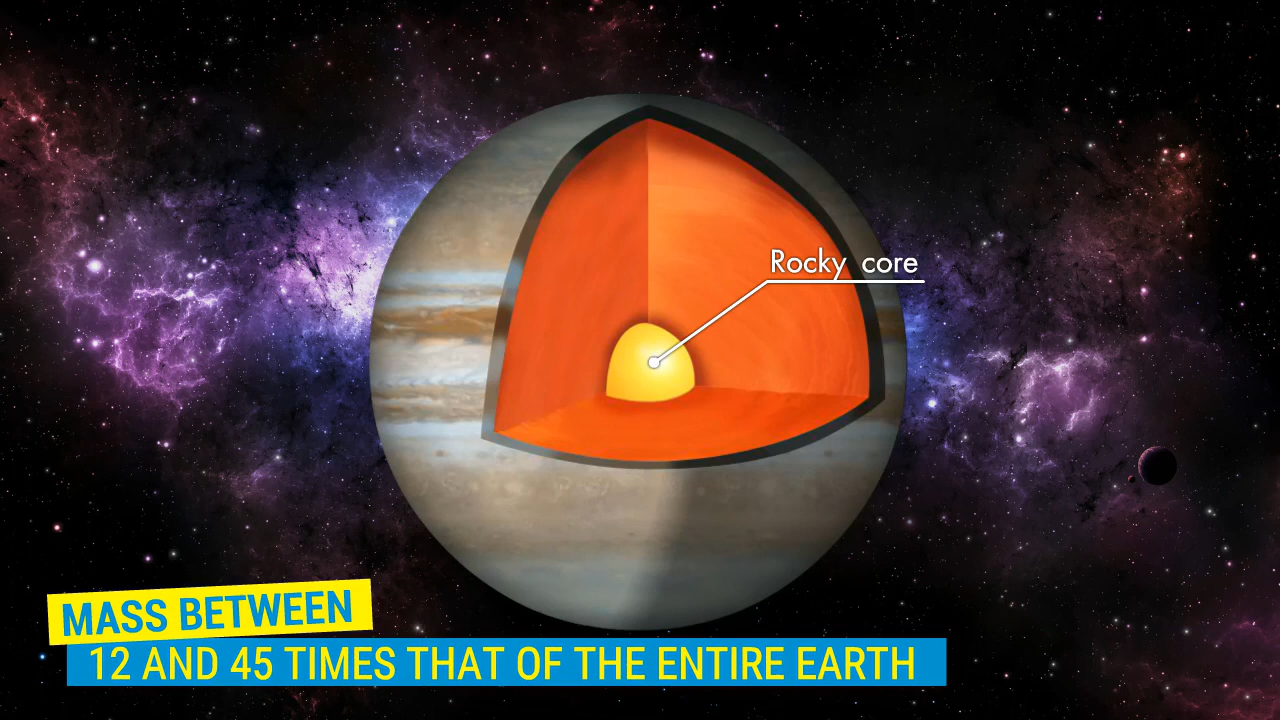 Rocky core
MASS BETWEEN
12 AND 45 TIMES THAT OF THE ENTIRE EARTH